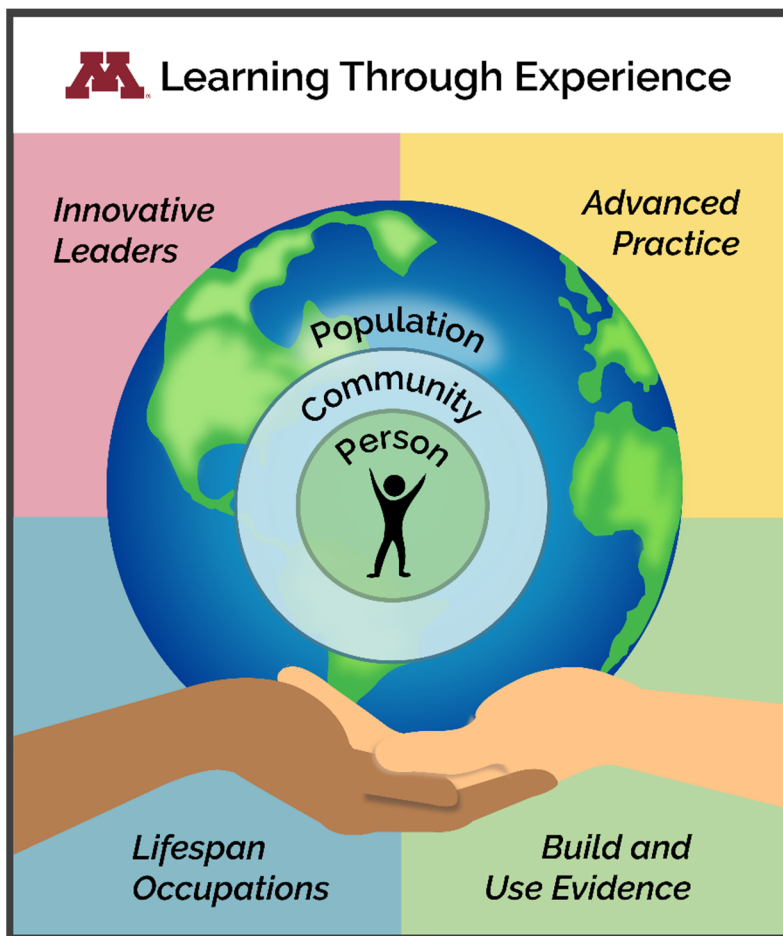 M Learning Through Experience
Innovative
Leaders
Advanced
Practice
Population
Community
Person
Lifespan
Occupations
Build and
Use Evidence